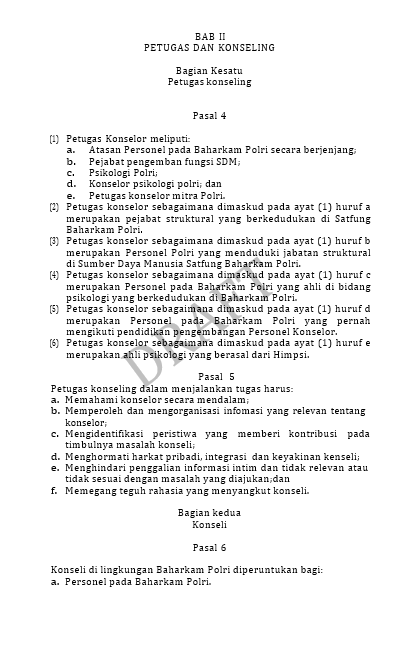 BAB II
PETUGAS DAN KONSELING
Bagian Kesatu
Petugas konseling
Pasal 4
(1) Petugas Konselor meliputi:
a. Atasan Personel pada Baharkam Polri secara berjenjang;
b. Pejabat pengemban fungsi SDM;
c. Psikologi Polri;
d. Konselor psikologi polri; dan
e. Petugas konselor mitra Polri.
(2) Petugas konselor sebagaimana dimaskud pada ayat (1) huruf a
merupakan pejabat struktural yang berkedudukan di Satfung
Baharkam Polri.
(3) Petugas konselor sebagaimana dimaskud pada ayat (1) huruf b
merupakan Personel Polri yang menduduki jabatan struktural
di Sumber Daya Manusia Satfung Baharkam Polri.
(4) Petugas konselor sebagaimana dimaskud pada ayat (1) huruf c
merupakan Personel pada Baharkam Polri yang ahli di bidang
psikologi yang berkedudukan di Baharkam Polri.
(5) Petugas konselor sebagaimana dimaskud pada ayat (1) huruf d
merupakan Personel pada Baharkam Polri yang pernah
mengikuti pendidikan pengembangan Personel Konselor.
(6) Petugas konselor sebagaimana dimaskud pada ayat (1) huruf e
merupakan ahli psikologi yang berasal dari Himpsi.
DRAFT
Pasal 5
Petugas konseling dalam menjalankan tugas harus:
a. Memahami konselor secara mendalam;
b. Memperoleh dan mengorganisasi infomasi yang relevan tentang
konselor;
c. Mengidentifikasi peristiwa yang memberi kontribusi pada
timbulnya masalah konseli;
d. Menghormati harkat pribadi, integrasi dan keyakinan kenseli;
e. Menghindari penggalian informasi intim dan tidak relevan atau
tidak sesuai dengan masalah yang diajukan;dan
f. Memegang teguh rahasia yang menyangkut konseli.
Bagian kedua
Konseli
Pasal 6
Konseli di lingkungan Baharkam Polri diperuntukan bagi:
a. Personel pada Baharkam Polri.